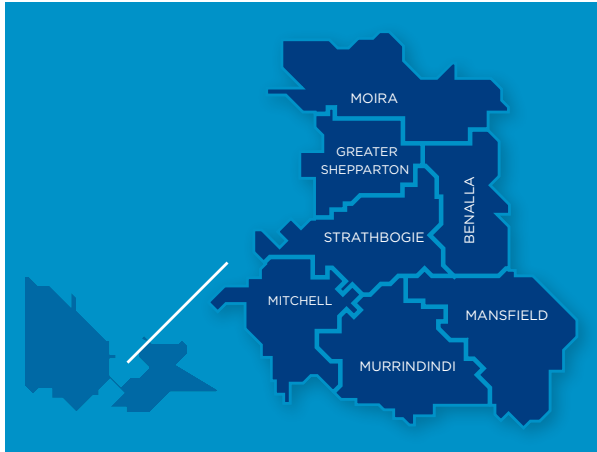 MOIRA
GREATER
SHEPPARTON
BENALLA
STRATHBOGIE
MITCHELL
MANSFIELD
MURRINDINDI